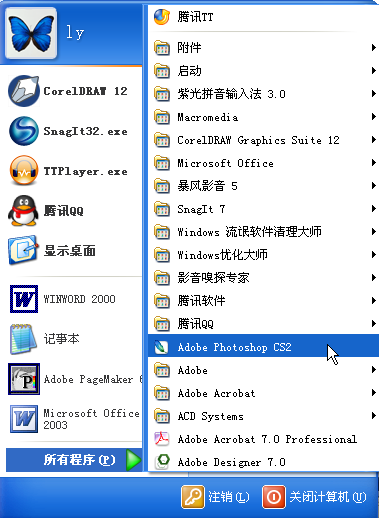 ly
CorelDRAW 12
SnagIt32.exe
TTPlayer.exe
腾讯QQ
显示桌面
WINWORD 2000
记事本
Adobe PageMaker 6
Microsoft Office
2003
所有程序(P)
腾讯TT
附件
启动
紫光拼音输入法 3.0
Macromedia
CorelDRAW Graphics Suite 12
Microsoft Office
暴风影音 5
SnagIt 7
Windows 流氓软件清理大师
Windows优化大师
影音嗅探专家
腾讯软件
腾讯QQ
Adobe Photoshop CS2
Adobe
Adobe Acrobat
ACD Systems
Adobe Acrobat 7.0 Professional
Adobe Designer 7.0
注销(L)
关闭计算机(U)